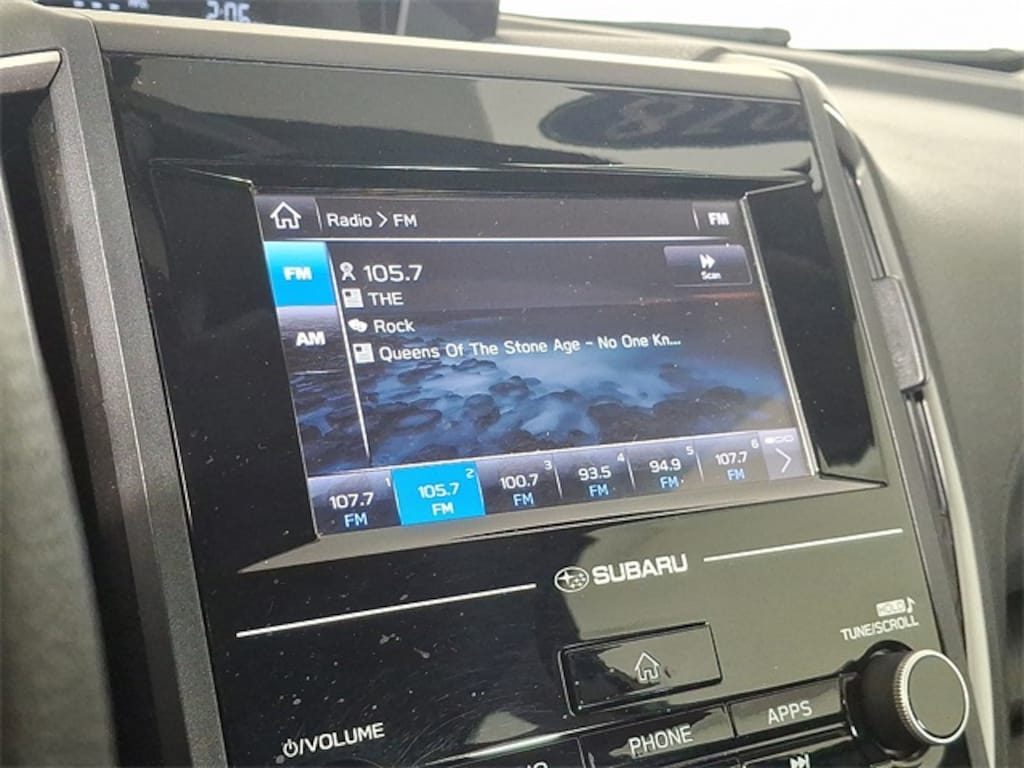 2:06
Radio > FM
FM
FM
105.7
Scan
THE
AM
Rock
Queens Of The Stone Age - No One Kn...
1 2 3 4 5 6
107.7 105.7 100.7 93.5 94.9 107.7
FM FM FM FM FM FM
SUBARU
HOLD
TUNE/SCROLL
APPS
PHONE
/VOLUME